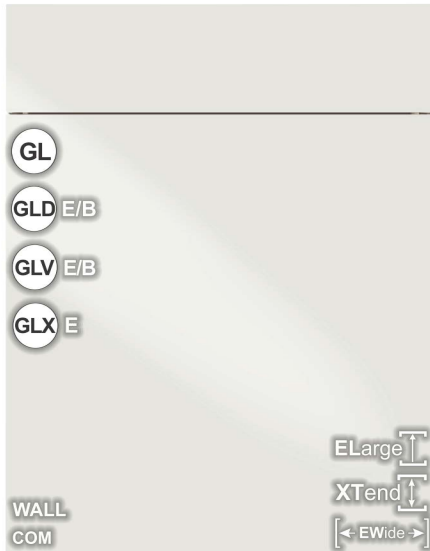 GL
GLD E/B
GLV E/B
GLX E
ELarge
XTend
WALL
COM
EWide